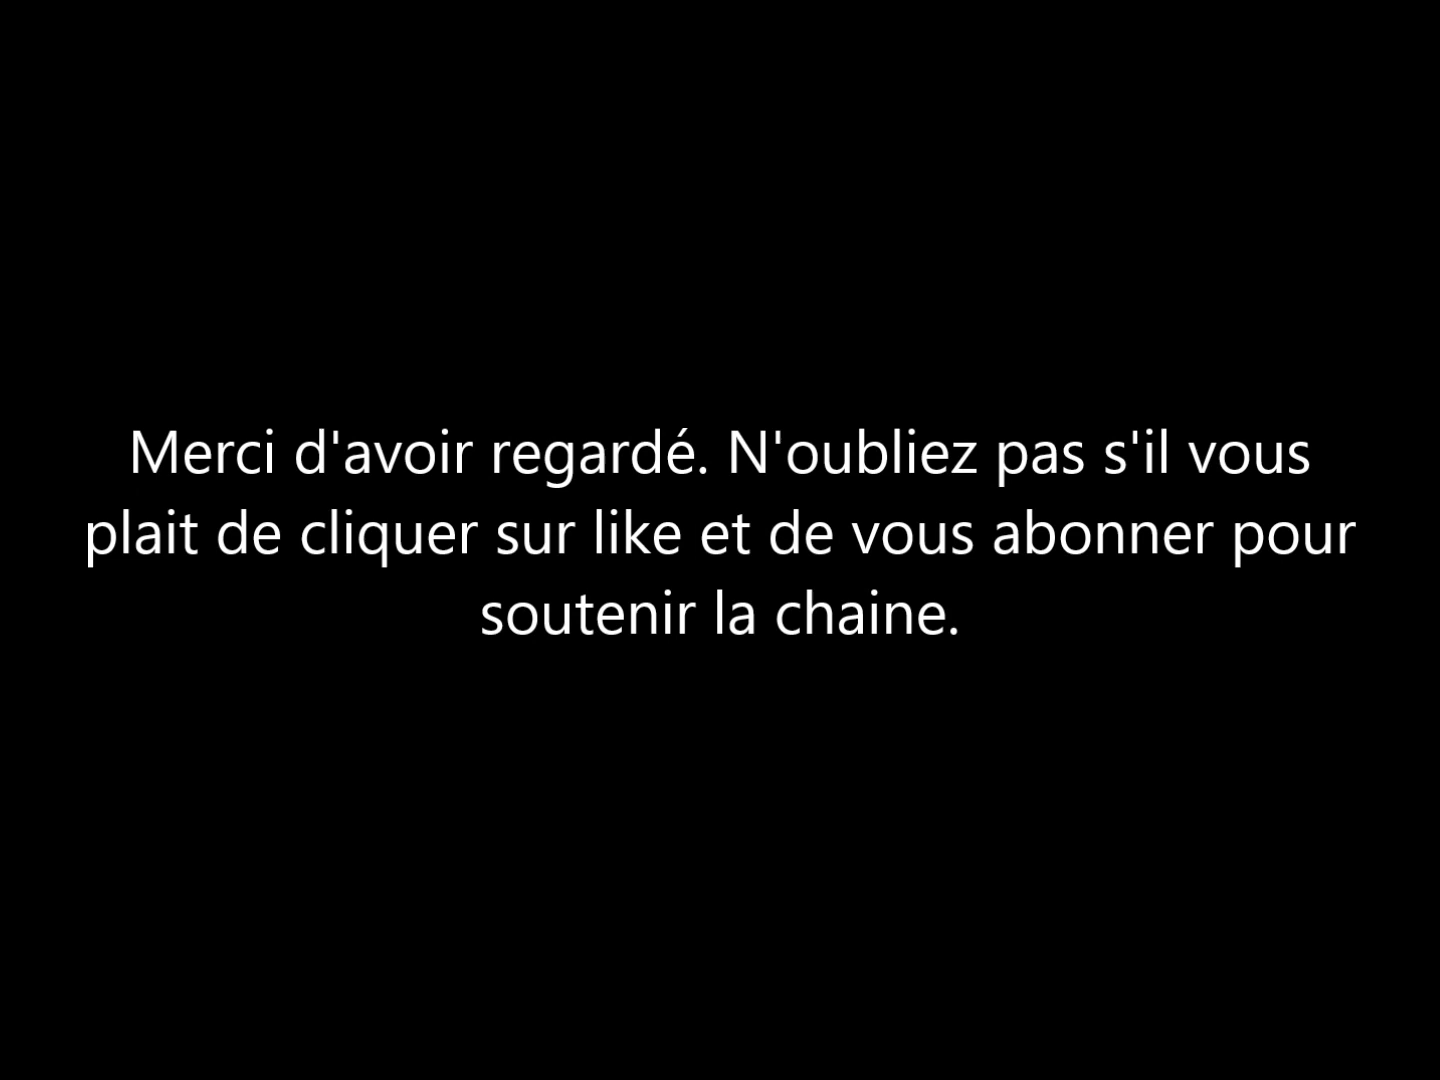 Merci d'avoir regardé. N'oubliez pas s'il vous
plait de cliquer sur like et de vous abonner pour
soutenir la chaine.